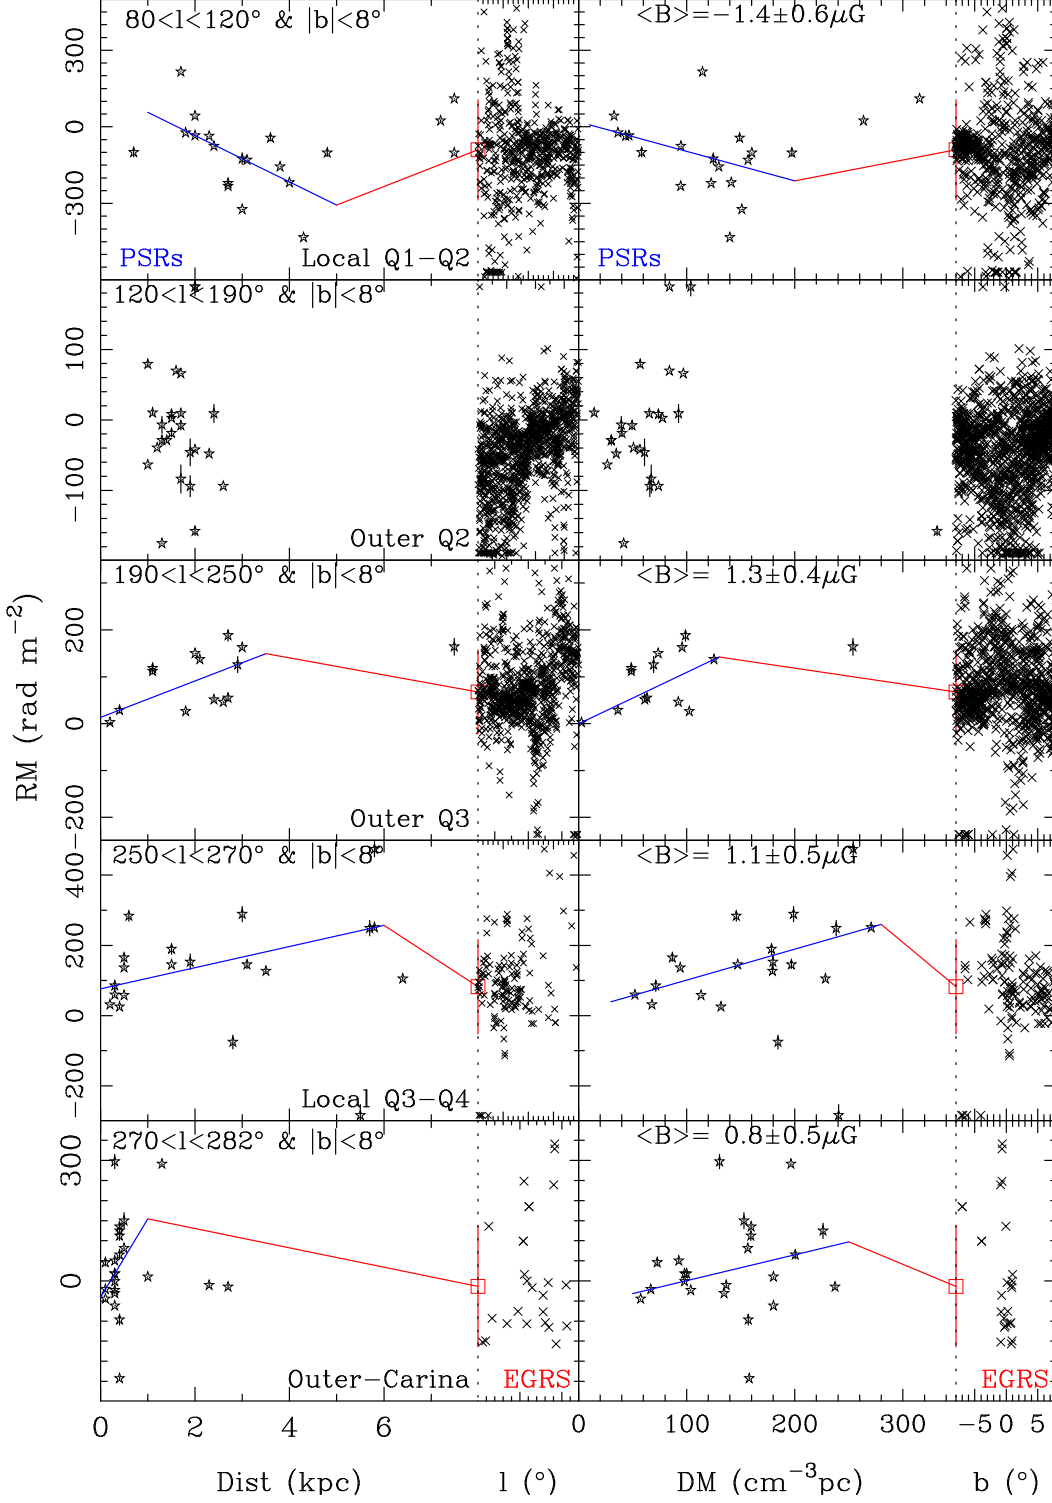 80<l<120° & |b|<8°
<B>=−1.4±0.6μG
300
0
−300
PSRs
Local Q1−Q2
PSRs
120<l<190° & |b|<8°
100
0
−100
Outer Q2
190<l<250° & |b|<8°
<B>= 1.3±0.4μG
200
0
−200
Outer Q3
RM (rad m⁻²)
250<l<270° & |b|<8°
<B>= 1.1±0.5μG
400
200
0
−200
Local Q3−Q4
270<l<282° & |b|<8°
<B>= 0.8±0.5μG
300
0
Outer−Carina
EGRS
EGRS
0 2 4 6 0 100 200 300 −5 0 5
Dist (kpc) l (°) DM (cm⁻³pc) b (°)